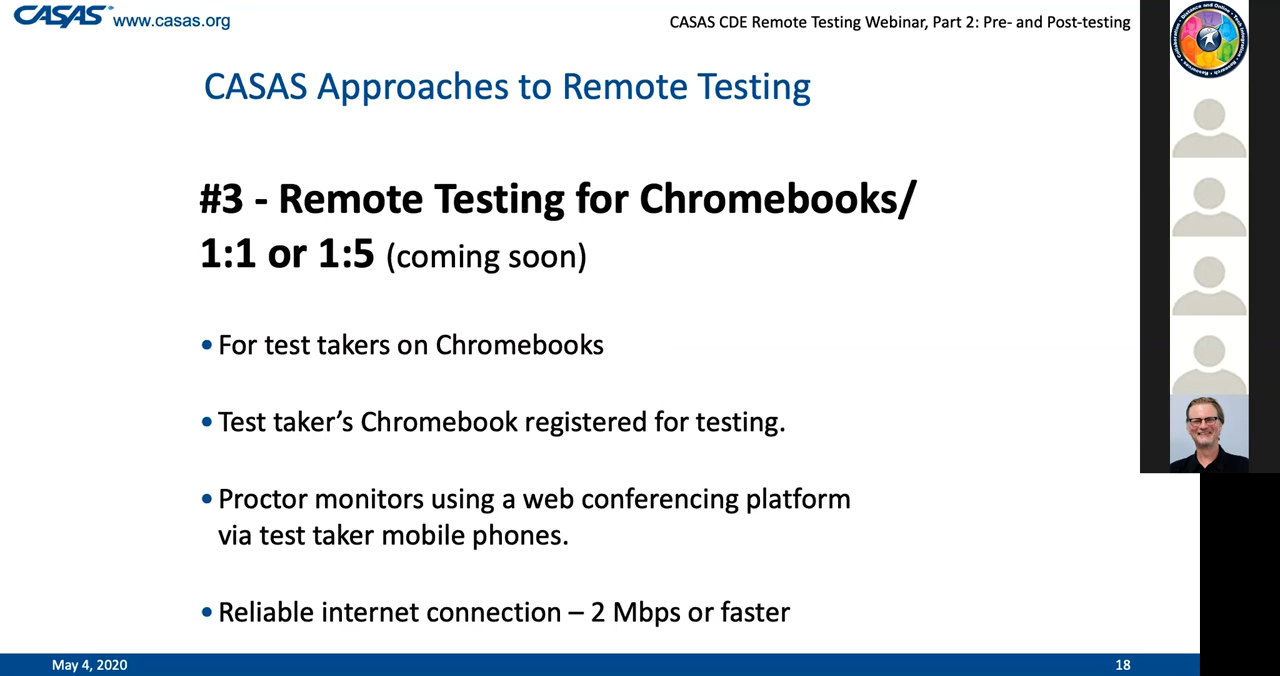 CASAS www.casas.org
CASAS CDE Remote Testing Webinar, Part 2: Pre- and Post-testing
CASAS Approaches to Remote Testing
#3 - Remote Testing for Chromebooks/
1:1 or 1:5 (coming soon)
• For test takers on Chromebooks
• Test taker’s Chromebook registered for testing.
• Proctor monitors using a web conferencing platform
via test taker mobile phones.
• Reliable internet connection – 2 Mbps or faster
May 4, 2020
18